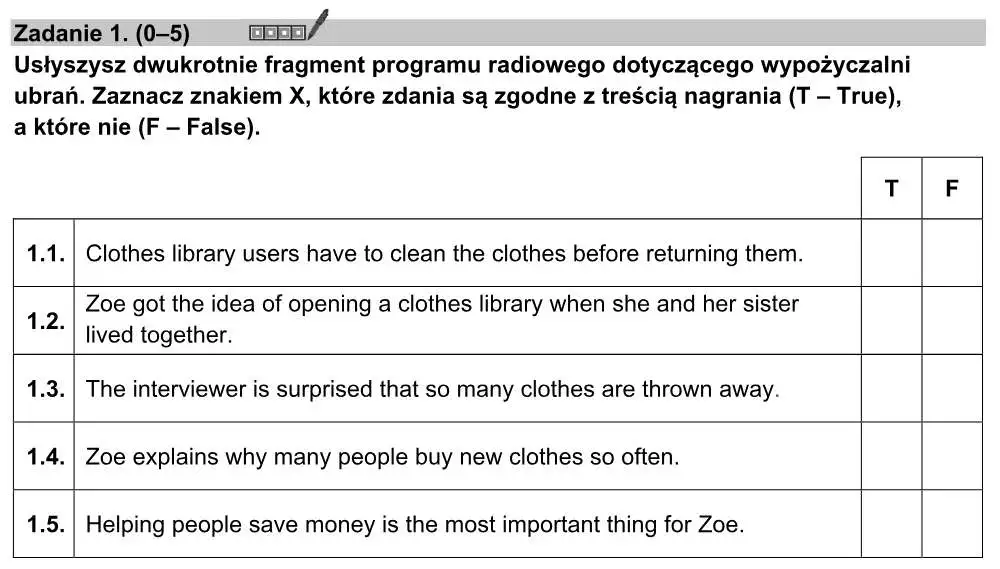 Zadanie 1. (0–5)
Usłyszysz dwukrotnie fragment programu radiowego dotyczącego wypożyczalni
ubrań. Zaznacz znakiem X, które zdania są zgodne z treścią nagrania (T – True),
a które nie (F – False).
T F
1.1. Clothes library users have to clean the clothes before returning them.
1.2. Zoe got the idea of opening a clothes library when she and her sister
lived together.
1.3. The interviewer is surprised that so many clothes are thrown away.
1.4. Zoe explains why many people buy new clothes so often.
1.5. Helping people save money is the most important thing for Zoe.